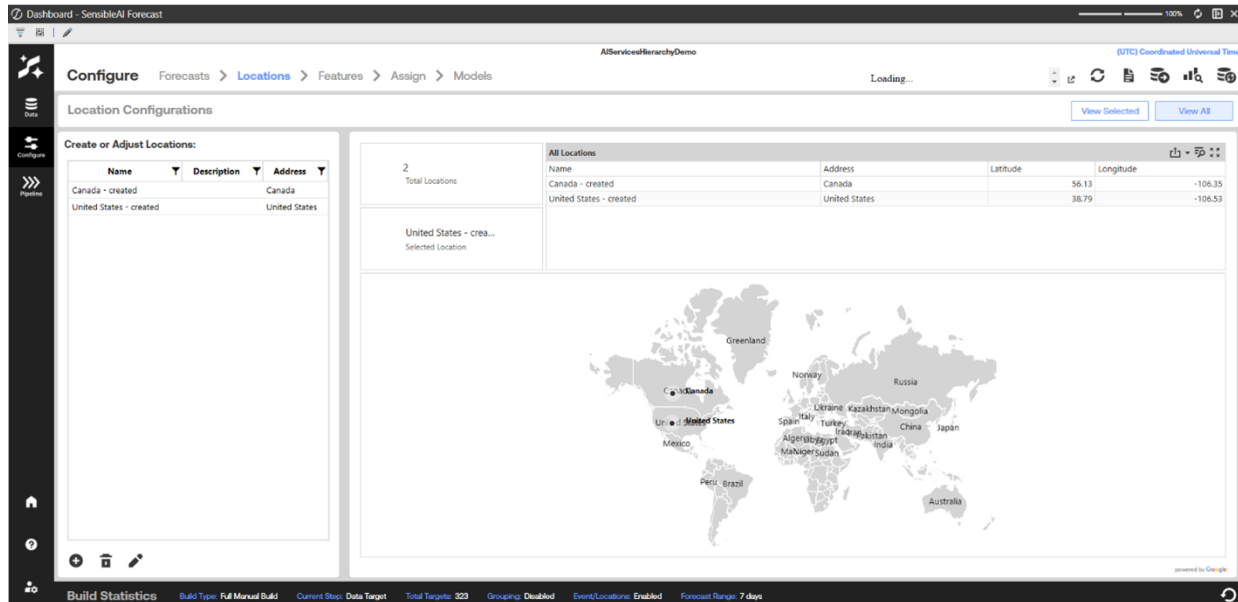 Dashboard - SensibleAI Forecast
100%
AIServicesHierarchyDemo
(UTC) Coordinated Universal Time
Configure Forecasts > Locations > Features > Assign > Models
Loading...
Data
Location Configurations
View Selected View All
Configure
Pipeline
Create or Adjust Locations:
Name Description Address
Canada - created Canada
United States - created United States
2
Total Locations
United States - crea...
Selected Location
All Locations
Name Address Latitude Longitude
Canada - created Canada 56.13 -106.35
United States - created United States 38.79 -106.53
Greenland
Norway
Russia
Canada
Ukraine Kazakhstan Mongolia
United States
Spain Italy Turkey China Japan
Pakistan
Mexico
Egypt India
Niger Sudan
Peru Brazil
Australia
powered by Google
Build Statistics Build Type: Full Manual Build Current Step: Data Target Total Targets: 323 Grouping: Disabled Event/Locations: Enabled Forecast Range: 7 days